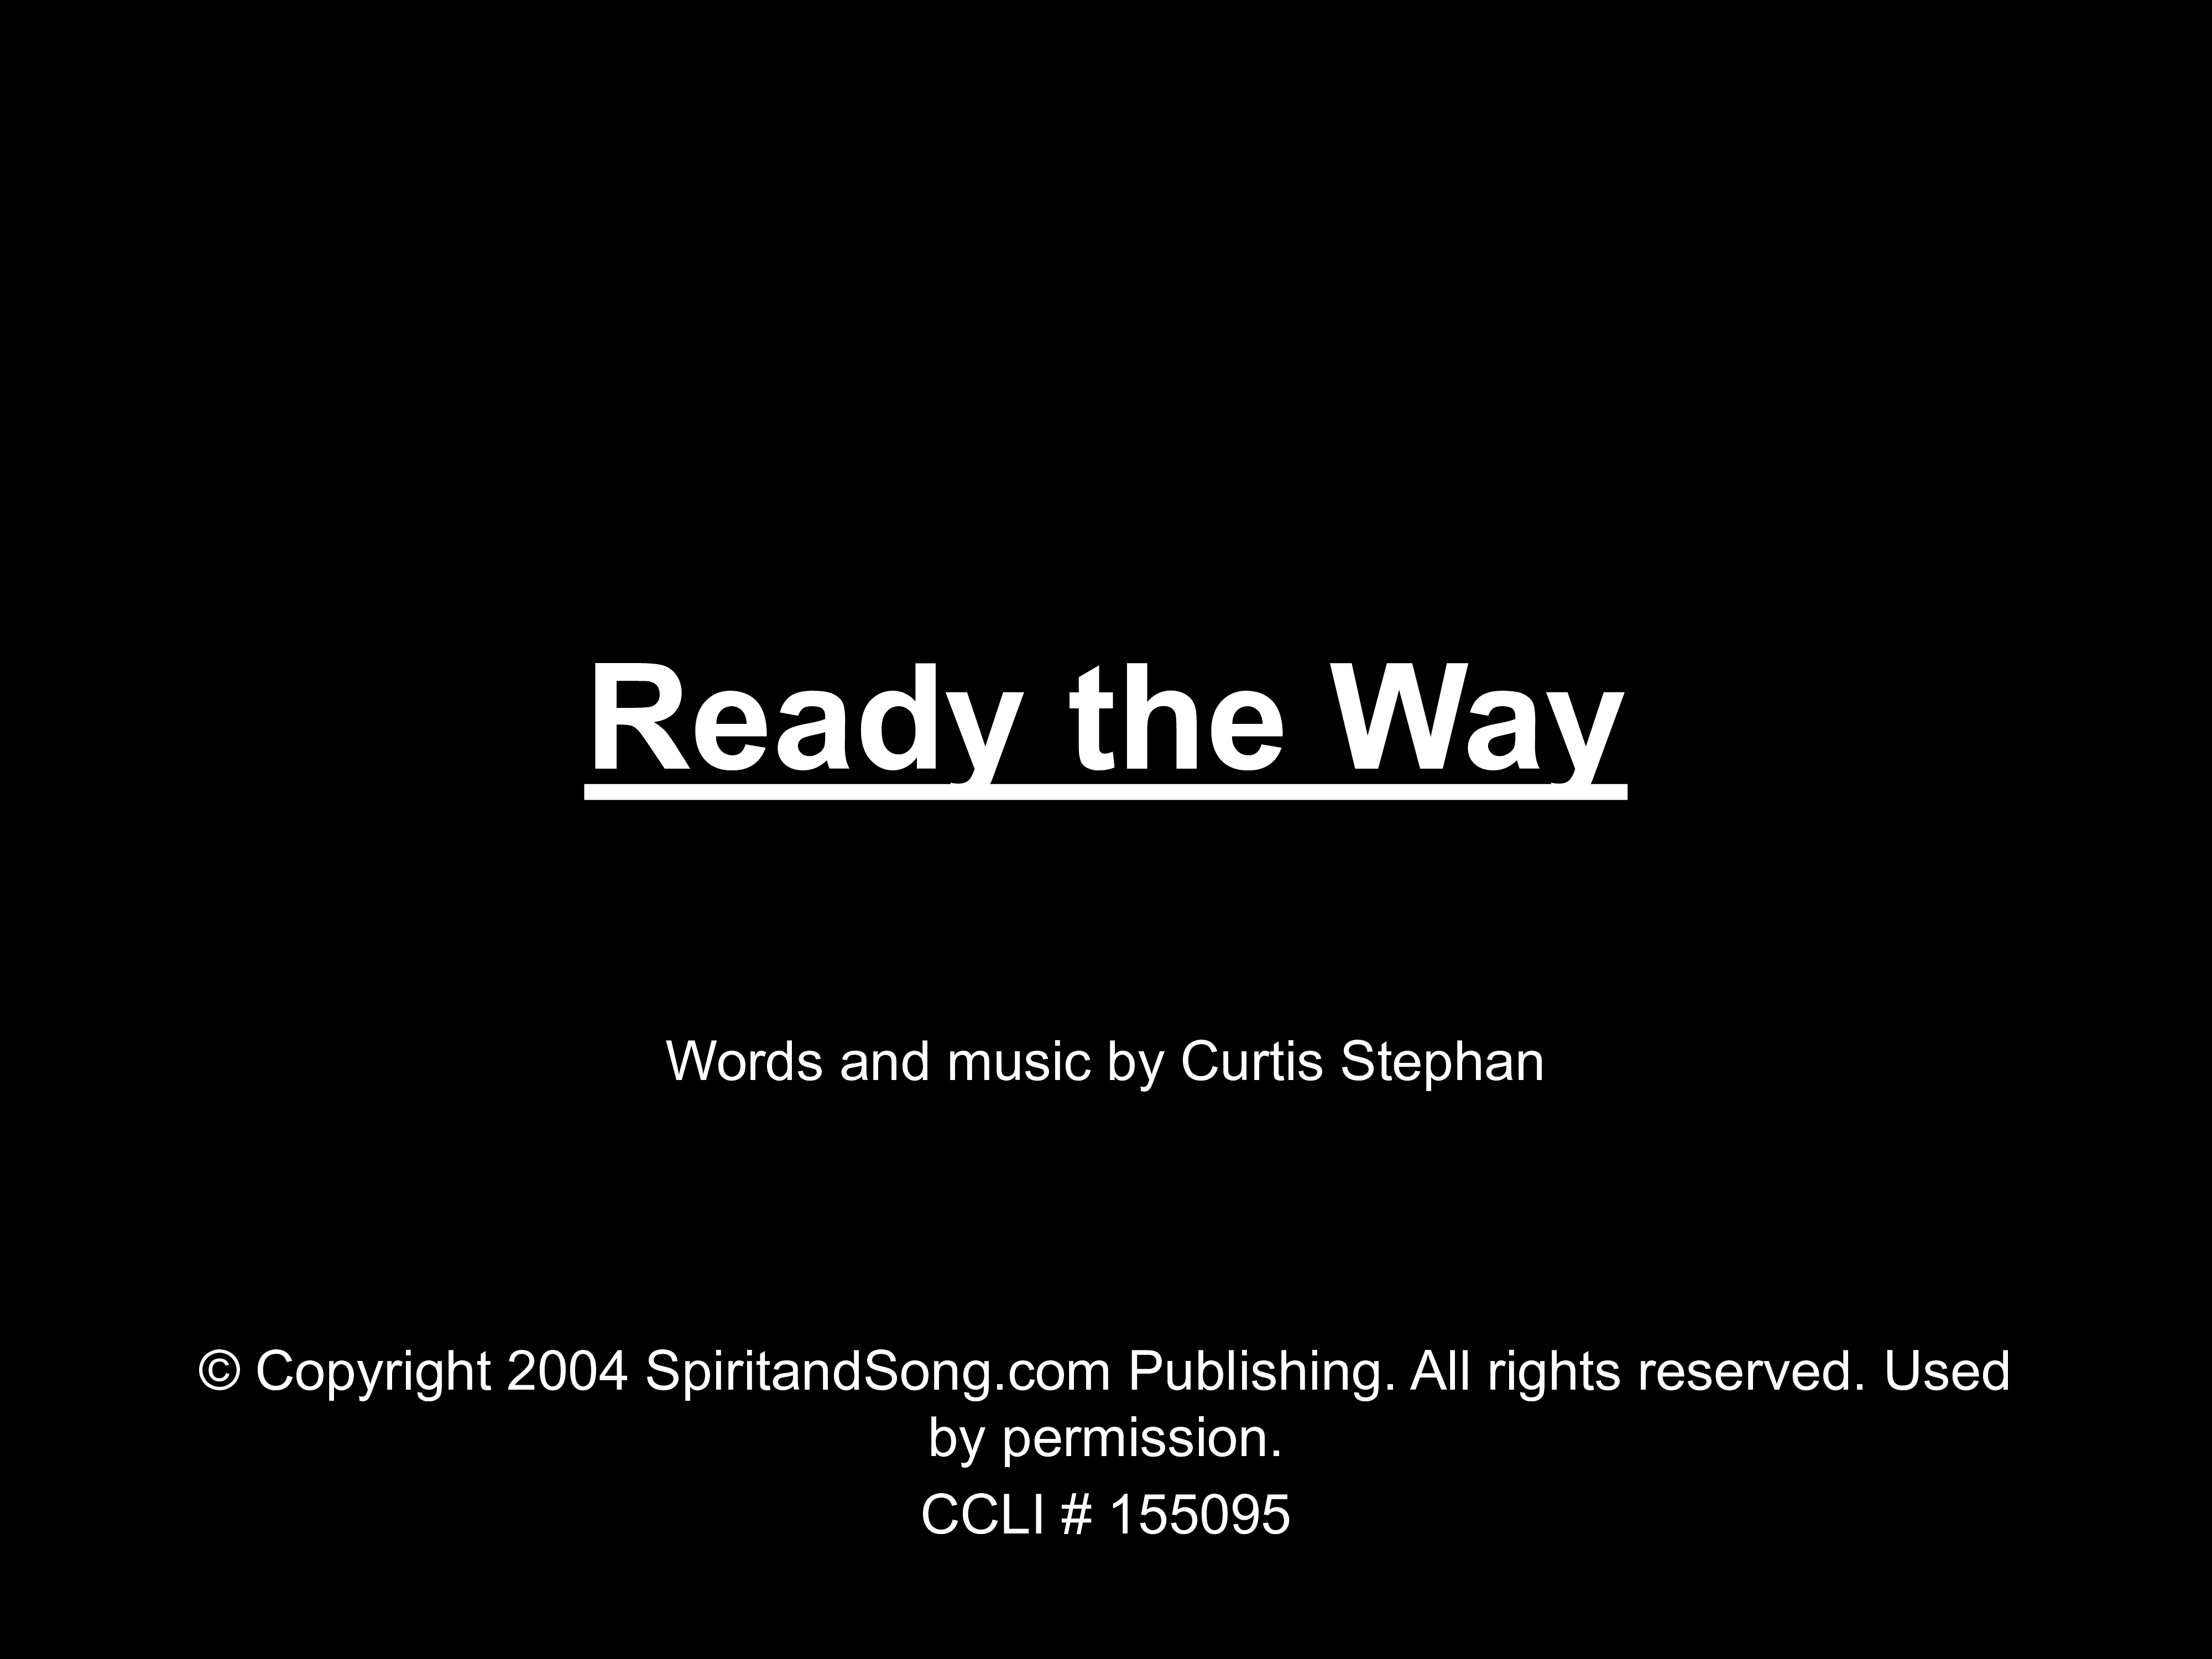 Ready the Way
Words and music by Curtis Stephan
© Copyright 2004 SpiritandSong.com Publishing. All rights reserved. Used
by permission.
CCLI # 155095